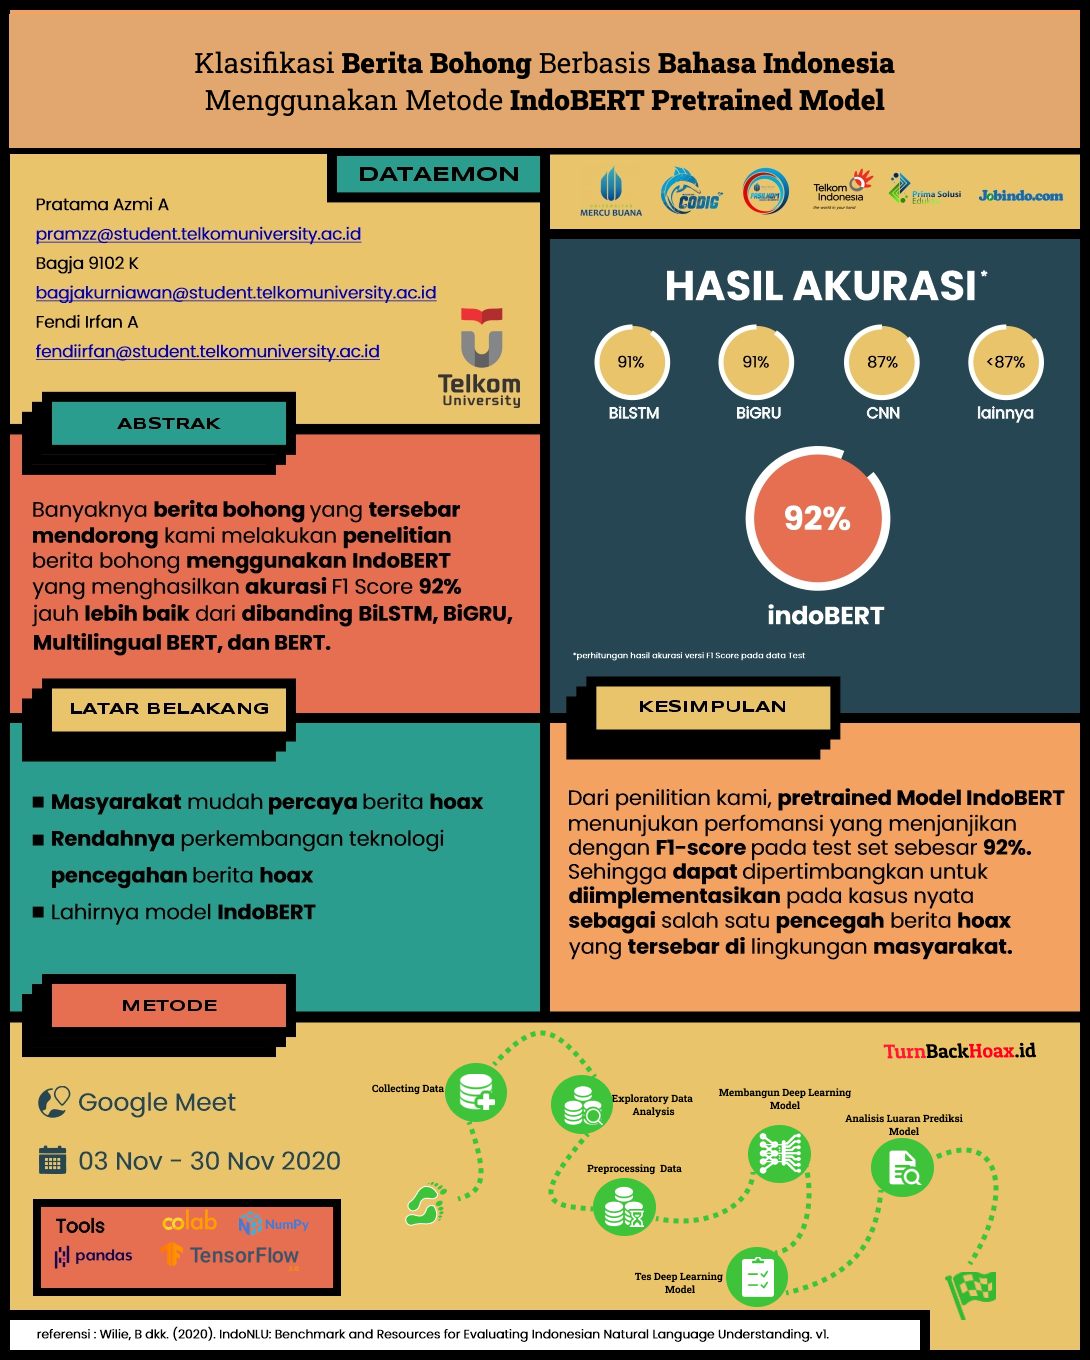 Klasifikasi Berita Bohong Berbasis Bahasa Indonesia
Menggunakan Metode IndoBERT Pretrained Model
DATAEMON
Pratama Azmi A
pramzz@student.telkomuniversity.ac.id
Bagja 9102 K
bagjakurniawan@student.telkomuniversity.ac.id
Fendi Irfan A
fendiirfan@student.telkomuniversity.ac.id
Telkom
University
UNIVERSITAS
MERCU BUANA
CODIG
FASILKOM
Telkom
Indonesia
the world in your hand
Prima Solusi
Edukasi
Jobindo.com
ABSTRAK
Banyaknya berita bohong yang tersebar
mendorong kami melakukan penelitian
berita bohong menggunakan IndoBERT
yang menghasilkan akurasi F1 Score 92%
jauh lebih baik dari dibanding BiLSTM, BiGRU,
Multilingual BERT, dan BERT.
HASIL AKURASI*
91%
91%
87%
<87%
BiLSTM
BiGRU
CNN
lainnya
92%
indoBERT
*perhitungan hasil akurasi versi F1 Score pada data Test
LATAR BELAKANG
Masyarakat mudah percaya berita hoax
Rendahnya perkembangan teknologi
pencegahan berita hoax
Lahirnya model IndoBERT
KESIMPULAN
Dari penilitian kami, pretrained Model IndoBERT
menunjukan perfomansi yang menjanjikan
dengan F1-score pada test set sebesar 92%.
Sehingga dapat dipertimbangkan untuk
diimplementasikan pada kasus nyata
sebagai salah satu pencegah berita hoax
yang tersebar di lingkungan masyarakat.
METODE
Google Meet
03 Nov - 30 Nov 2020
Tools
colab
NumPy
pandas
TensorFlow
2.0
TurnBackHoax.id
Collecting Data
Exploratory Data
Analysis
Preprocessing Data
Membangun Deep Learning
Model
Tes Deep Learning
Model
Analisis Luaran Prediksi
Model
referensi : Wilie, B dkk. (2020). IndoNLU: Benchmark and Resources for Evaluating Indonesian Natural Language Understanding. v1.